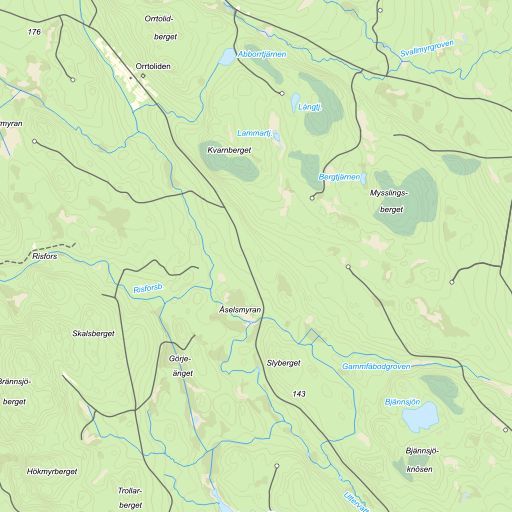 Orrtolid-
berget
176
Svallmyrgroven
Abborrtjärnen
Orrtoliden
Långtj.
myran
Lammartj.
Kvarnberget
Bergtjärnen
Mysslings-
berget
Risfors
Risforsb
Åselsmyran
Skalsberget
Görje-
änget
Slyberget
Gammfäbodgroven
Brännsjö-
berget
143
Bjännsjön
Bjännsjö-
knösen
Hökmyrberget
Trollar-
berget